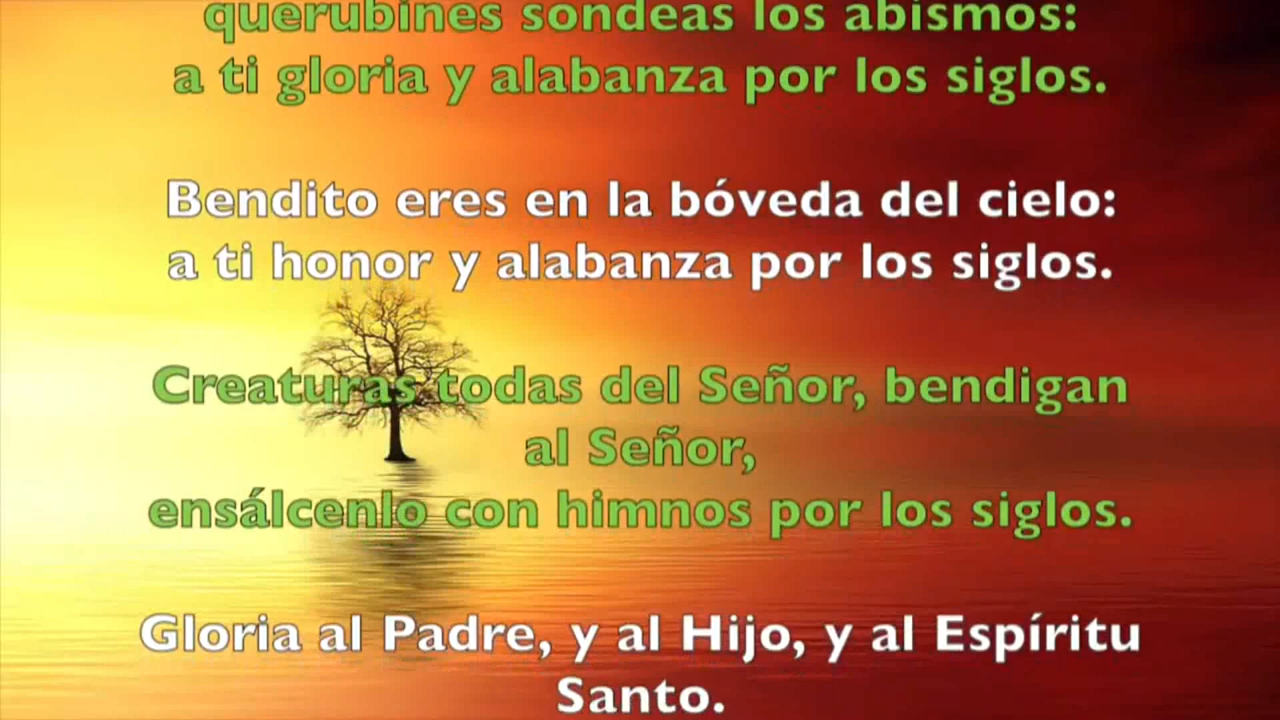 querubines sondeas los abismos:
a ti gloria y alabanza por los siglos.
Bendito eres en la bóveda del cielo:
a ti honor y alabanza por los siglos.
Creaturas todas del Señor, bendigan
al Señor,
ensálcenlo con himnos por los siglos.
Gloria al Padre, y al Hijo, y al Espíritu
Santo.